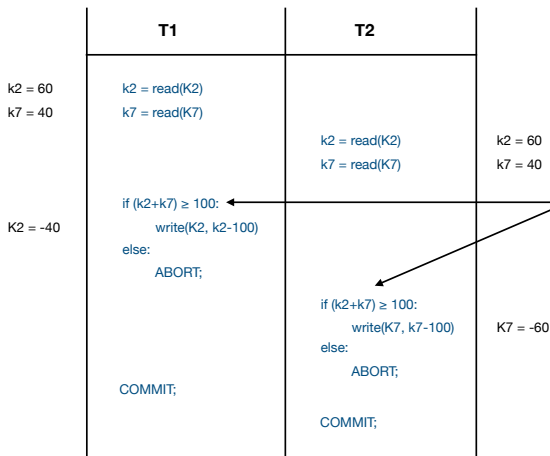 T1 T2
k2 = 60 k2 = read(K2)
k7 = 40 k7 = read(K7)
k2 = read(K2) k2 = 60
k7 = read(K7) k7 = 40
if (k2+k7) ≥ 100:
K2 = -40 write(K2, k2-100)
else:
ABORT;
if (k2+k7) ≥ 100:
write(K7, k7-100) K7 = -60
else:
ABORT;
COMMIT;
COMMIT;